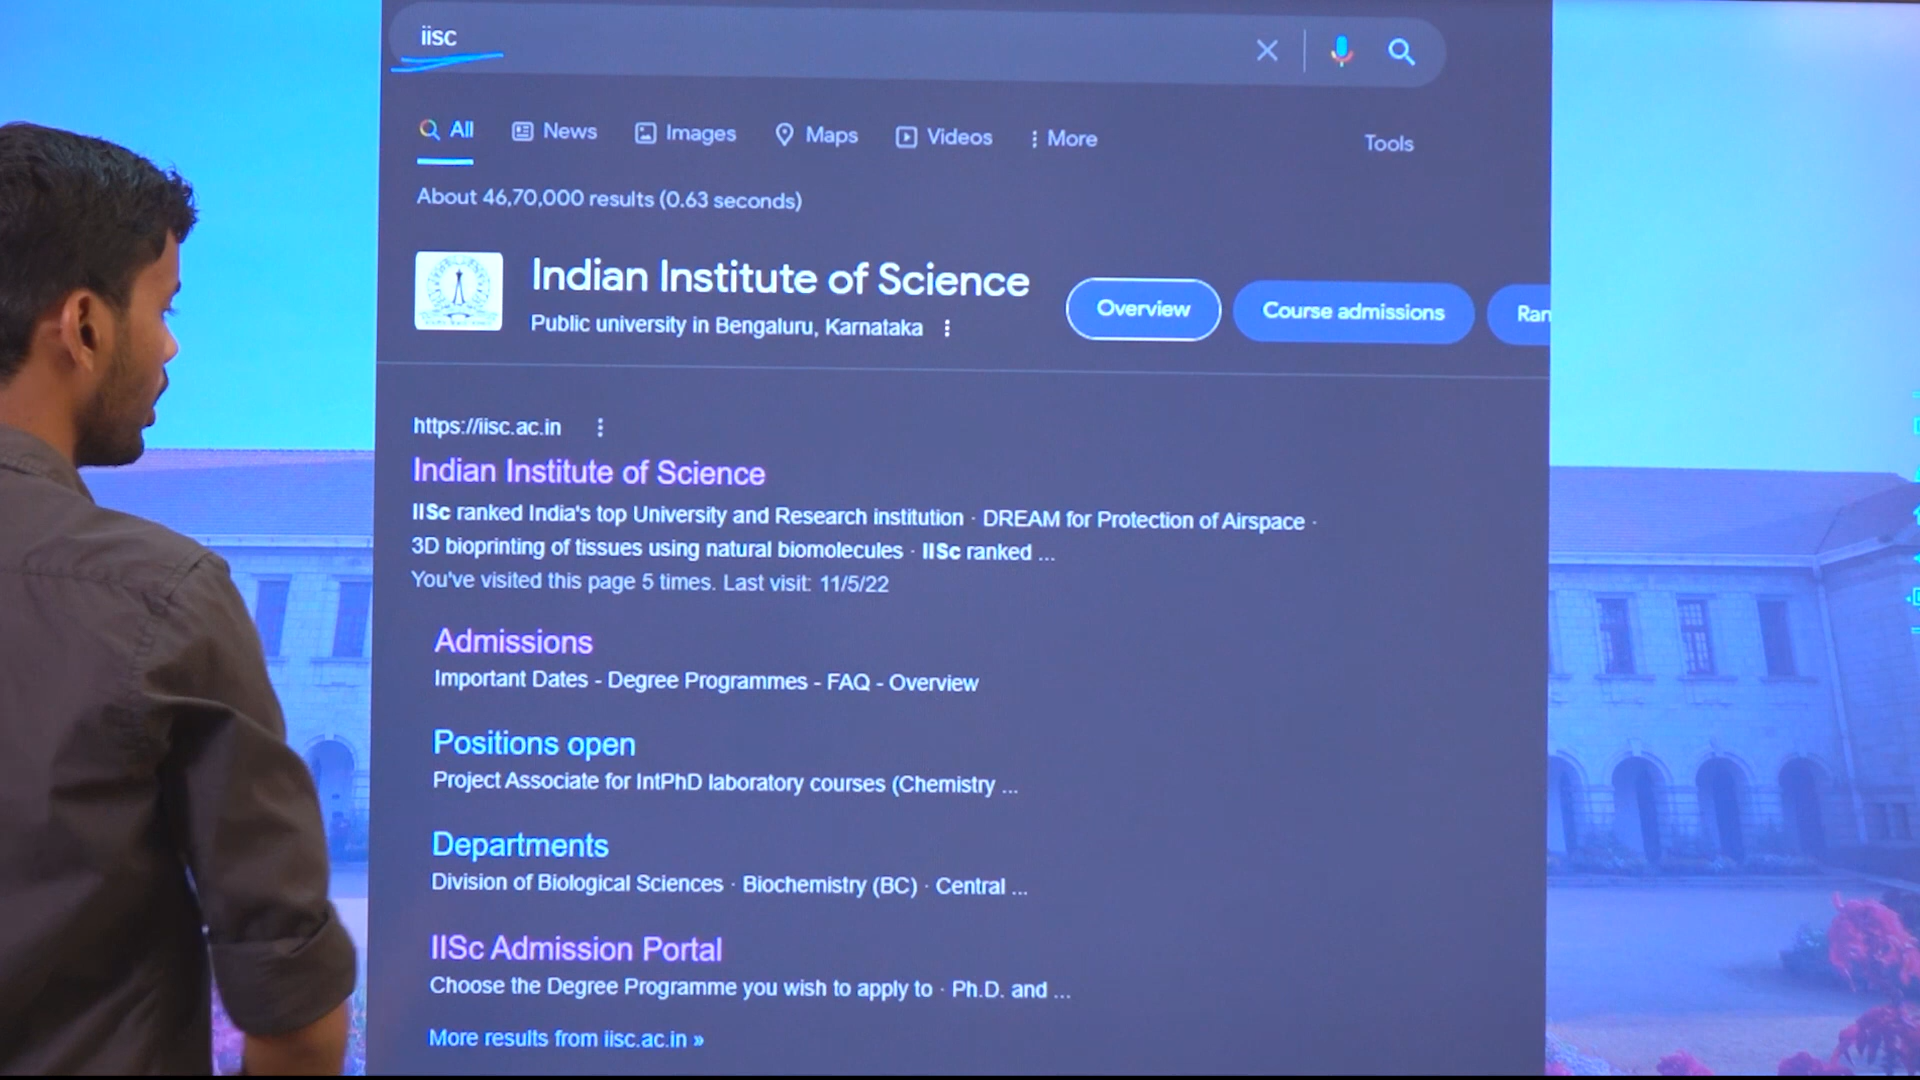 iisc
All News Images Maps Videos More Tools
About 46,70,000 results (0.63 seconds)
Indian Institute of Science
Public university in Bengaluru, Karnataka
Overview Course admissions Ran
https://iisc.ac.in
Indian Institute of Science
IISc ranked India's top University and Research institution · DREAM for Protection of Airspace ·
3D bioprinting of tissues using natural biomolecules · IISc ranked ...
You've visited this page 5 times. Last visit: 11/5/22
Admissions
Important Dates - Degree Programmes - FAQ - Overview
Positions open
Project Associate for IntPhD laboratory courses (Chemistry ...
Departments
Division of Biological Sciences · Biochemistry (BC) · Central ...
IISc Admission Portal
Choose the Degree Programme you wish to apply to · Ph.D. and ...
More results from iisc.ac.in »